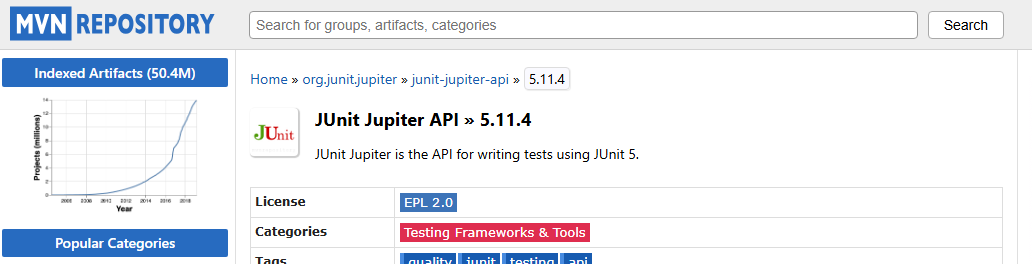 MVN REPOSITORY
Search for groups, artifacts, categories
Search
Indexed Artifacts (50.4M)
Projects (millions)
14
12
10
8
6
4
2
0
2006 2008 2010 2012 2014 2016 2018
Year
Popular Categories
Home » org.junit.jupiter » junit-jupiter-api » 5.11.4
JUnit
JUnit Jupiter API » 5.11.4
JUnit Jupiter is the API for writing tests using JUnit 5.
License EPL 2.0
Categories Testing Frameworks & Tools
Tags quality junit testing api